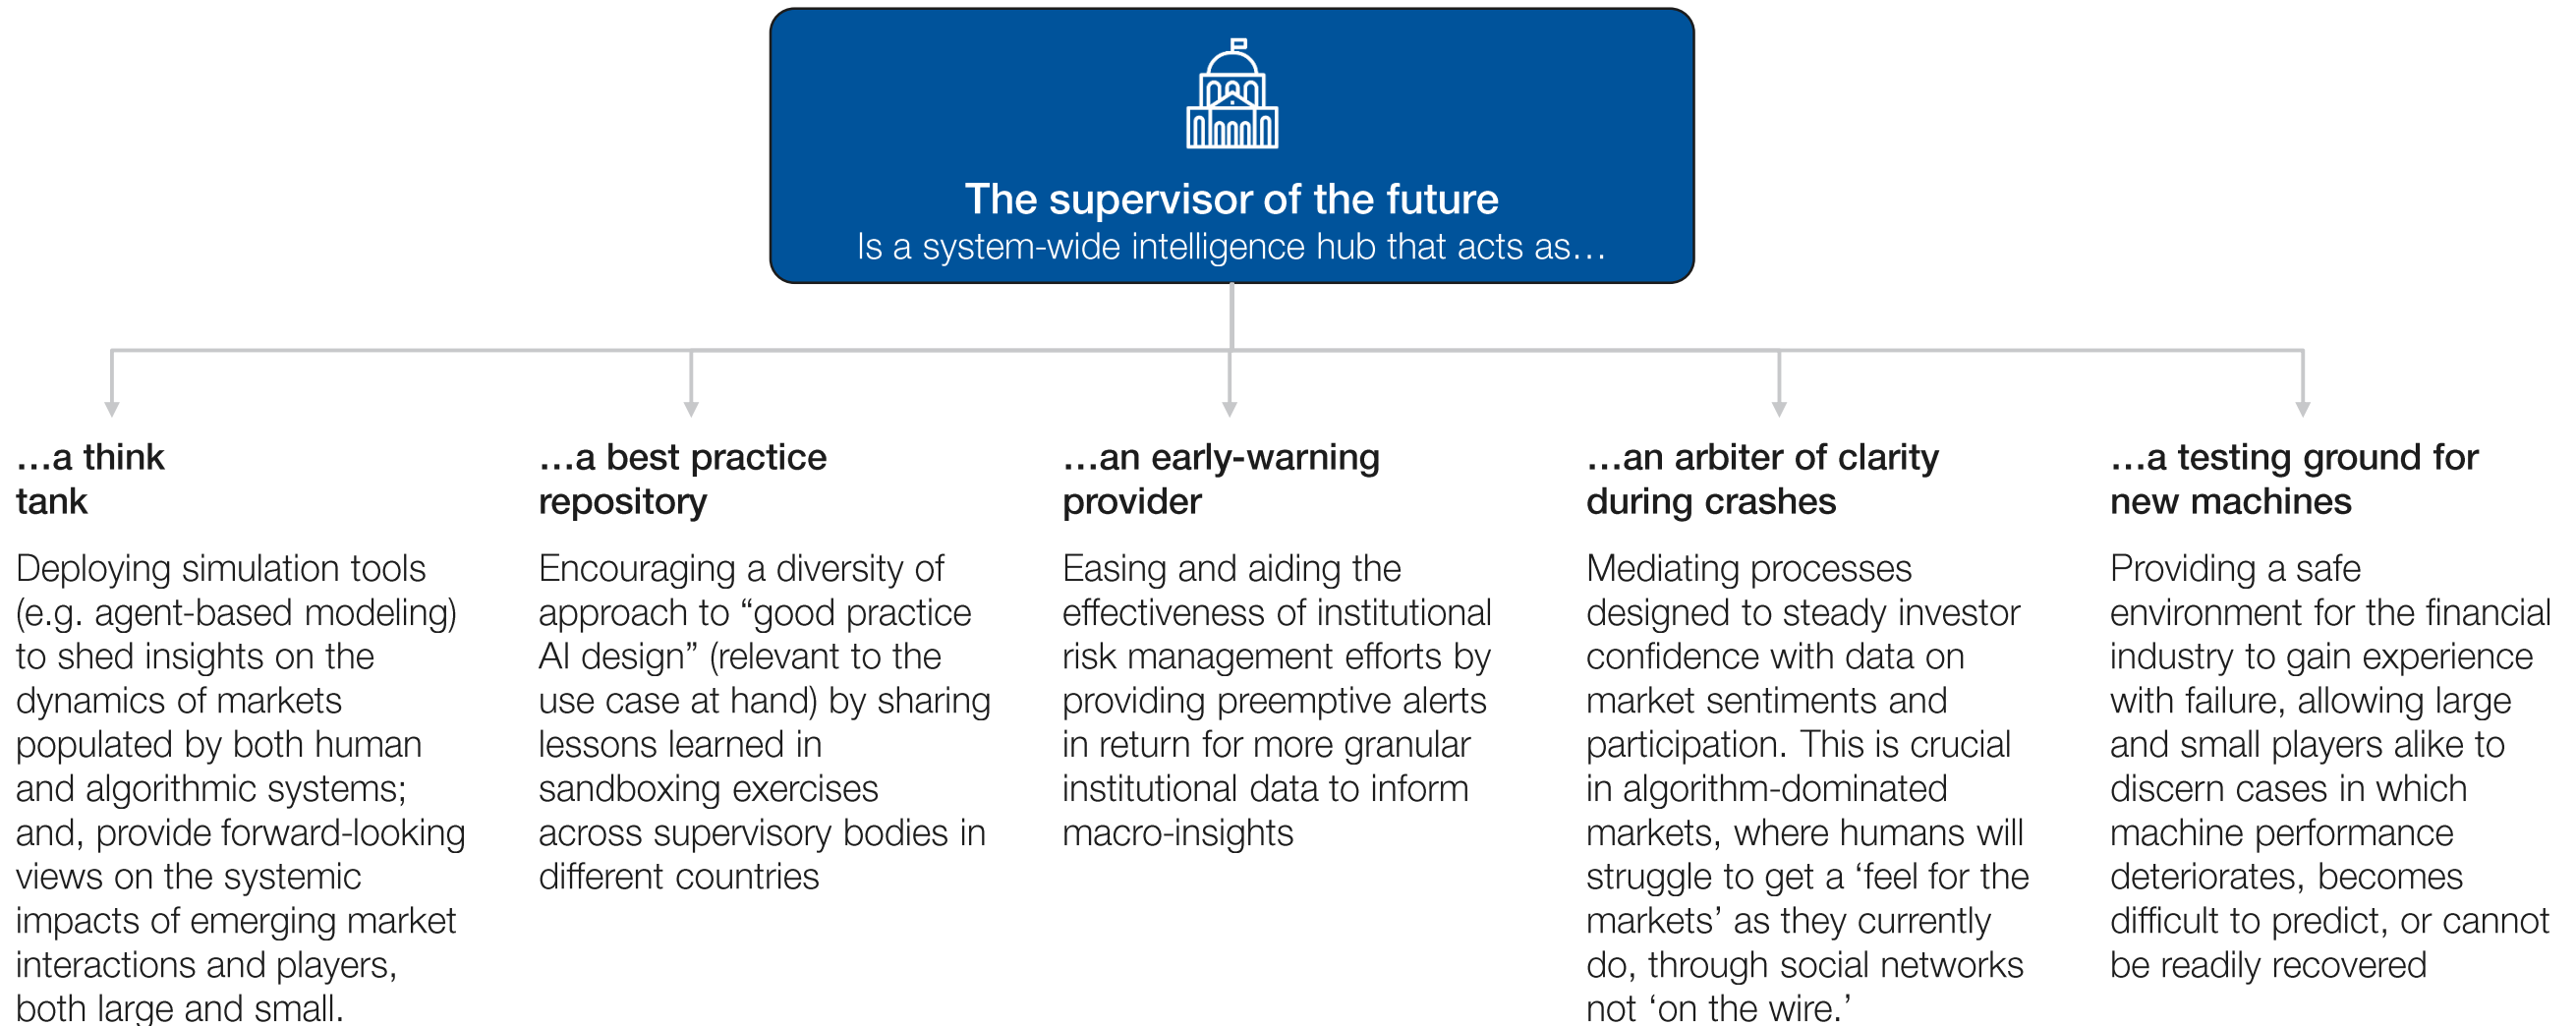 The supervisor of the future
Is a system-wide intelligence hub that acts as…
…a think
tank
Deploying simulation tools
(e.g. agent-based modeling)
to shed insights on the
dynamics of markets
populated by both human
and algorithmic systems;
and, provide forward-looking
views on the systemic
impacts of emerging market
interactions and players,
both large and small.
…a best practice
repository
Encouraging a diversity of
approach to “good practice
AI design” (relevant to the
use case at hand) by sharing
lessons learned in
sandboxing exercises
across supervisory bodies in
different countries
…an early-warning
provider
Easing and aiding the
effectiveness of institutional
risk management efforts by
providing preemptive alerts
in return for more granular
institutional data to inform
macro-insights
…an arbiter of clarity
during crashes
Mediating processes
designed to steady investor
confidence with data on
market sentiments and
participation. This is crucial
in algorithm-dominated
markets, where humans will
struggle to get a ‘feel for the
markets’ as they currently
do, through social networks
not ‘on the wire.’
…a testing ground for
new machines
Providing a safe
environment for the financial
industry to gain experience
with failure, allowing large
and small players alike to
discern cases in which
machine performance
deteriorates, becomes
difficult to predict, or cannot
be readily recovered